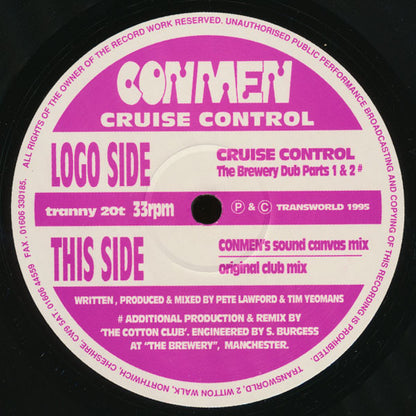 ALL RIGHTS OF THE OWNER OF THE RECORD WORK RESERVED. UNAUTHORISED PUBLIC PERFORMANCE BROADCASTING AND COPYING OF THIS RECORDING IS PROHIBITED.
CONMEN
CRUISE CONTROL
LOGO SIDE
CRUISE CONTROL
The Brewery Dub Parts 1 & 2 #
tranny 20t 33rpm
Ⓟ & © TRANSWORLD 1995
THIS SIDE
CONMEN's sound canvas mix
original club mix
WRITTEN , PRODUCED & MIXED BY PETE LAWFORD & TIM YEOMANS
# ADDITIONAL PRODUCTION & REMIX BY
'THE COTTON CLUB'. ENGINEERED BY S. BURGESS
AT "THE BREWERY", MANCHESTER.
TRANSWORLD, 2 WITTON WALK, NORTHWICH, CHESHIRE. CW9 5AT 01606 44559 FAX . 01606 330185.